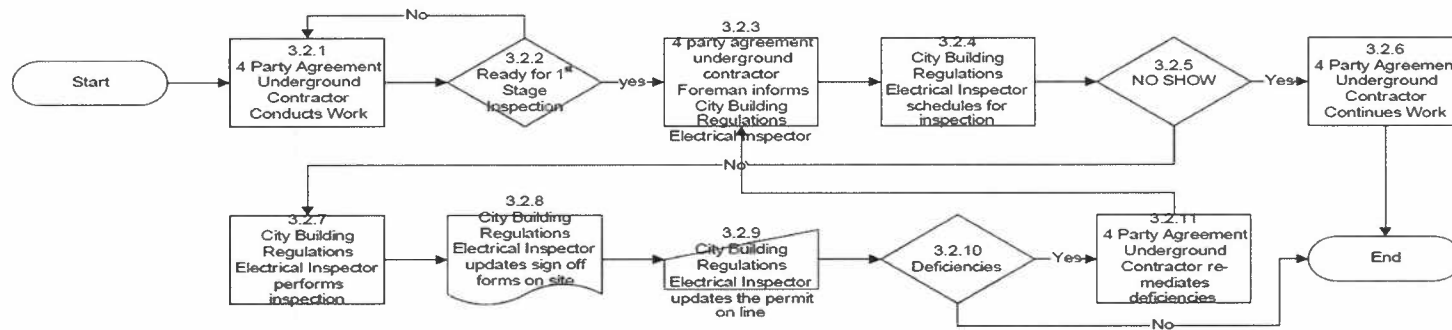 Start
3.2.1
4 Party Agreement
Underground
Contractor
Conducts Work
No
3.2.2
Ready for 1st
Stage
Inspection
yes
3.2.3
4 party agreement
underground
contractor
Foreman informs
City Building
Regulations
Electrical Inspector
3.2.4
City Building
Regulations
Electrical Inspector
schedules for
inspection
3.2.5
NO SHOW
Yes
3.2.6
4 Party Agreement
Underground
Contractor
Continues Work
No
3.2.7
City Building
Regulations
Electrical Inspector
performs
inspection
3.2.8
City Building
Regulations
Electrical Inspector
updates sign off
forms on site
3.2.9
City Building
Regulations
Electrical Inspector
updates the permit
on line
3.2.10
Deficiencies
Yes
3.2.11
4 Party Agreement
Underground
Contractor re-
mediates
deficiencies
No
End